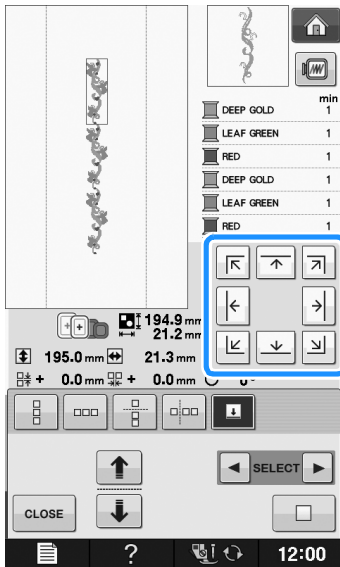 min
DEEP GOLD 1
LEAF GREEN 1
RED 1
DEEP GOLD 1
LEAF GREEN 1
RED 1
194.9 mm
21.2 mm
195.0 mm 21.3 mm
+ 0.0 mm + 0.0 mm 0°
SELECT
CLOSE
? 12:00